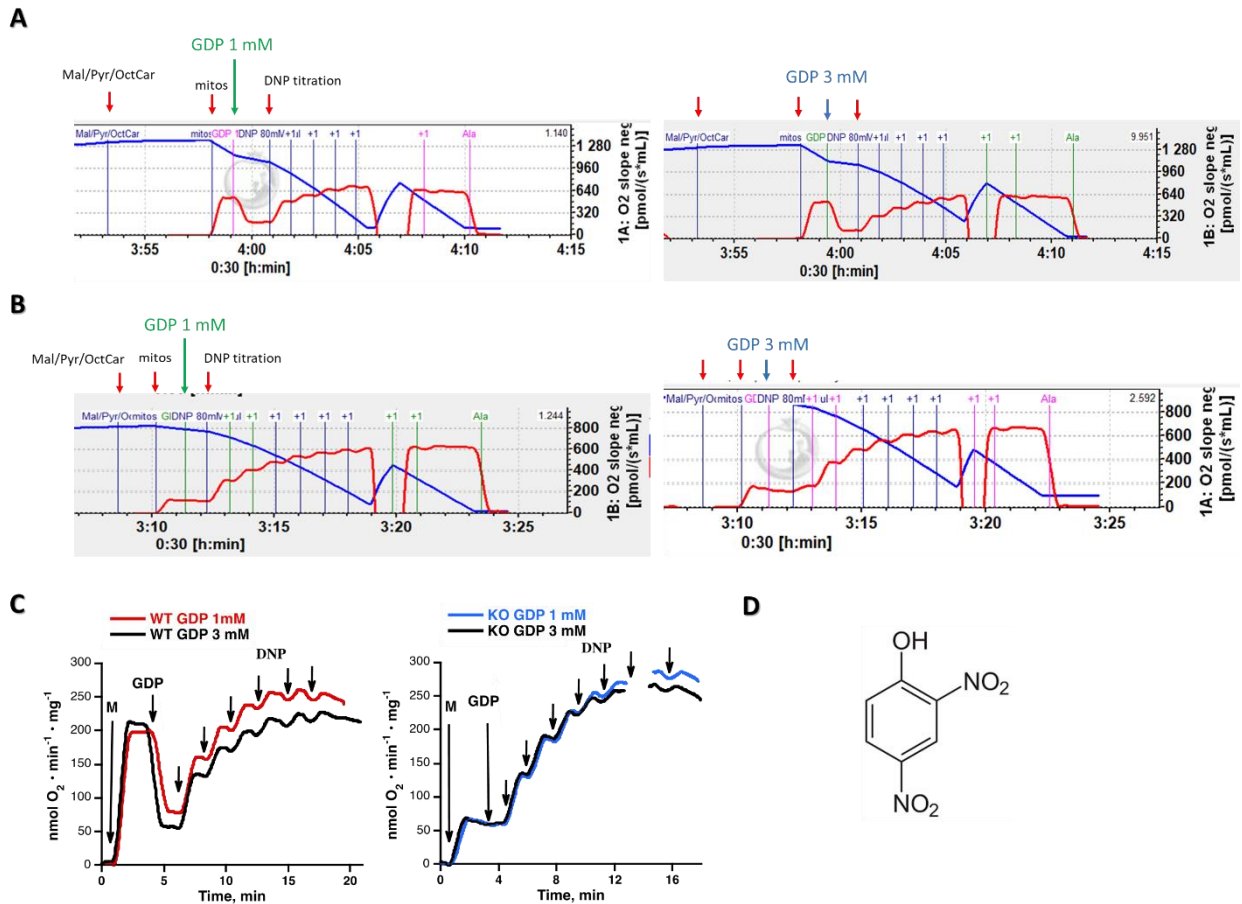 A
GDP 1 mM
Mal/Pyr/OctCar
mitos
DNP titration
GDP 3 mM
Mal/Pyr/OctCar
mitos
GDP 1
DNP 80mM
+1ul
+1
+1
+1
+1
Ala
1.140
1 280
960
640
320
0
1A: O2 slope neg
[pmol/(s*mL)]
3:55
4:00
4:05
4:10
4:15
0:30 [h:min]
Mal/Pyr/OctCar
mitos
GDP
DNP 80m
+1ul
+1
+1
+1
+1
+1
Ala
9.951
1 280
960
640
320
0
1B: O2 slope neg
[pmol/(s*mL)]
3:55
4:00
4:05
4:10
4:15
0:30 [h:min]
B
GDP 1 mM
Mal/Pyr/OctCar
mitos
DNP titration
GDP 3 mM
Mal/Pyr/Or
mitos
DNP 80mM
+1
+1
+1
+1
+1
+1
+1
+1
Ala
1.244
800
600
400
200
0
1B: O2 slope neg
[pmol/(s*mL)]
3:10
3:15
3:20
3:25
0:30 [h:min]
Mal/Pyr/Or
mitos
DNP 80m
+1
ul
+1
+1
+1
+1
+1
+1
+1
Ala
2.592
800
600
400
200
0
1A: O2 slope neg
[pmol/(s*mL)]
3:10
3:15
3:20
3:25
0:30 [h:min]
C
WT GDP 1mM
WT GDP 3 mM
M
GDP
DNP
nmol O2 · min-1 · mg-1
300
250
200
150
100
50
0
0
5
10
15
20
Time, min
KO GDP 1 mM
KO GDP 3 mM
M
GDP
DNP
nmol O2 · min-1 · mg-1
300
250
200
150
100
50
0
0
4
8
12
16
Time, min
D
OH
NO2
NO2